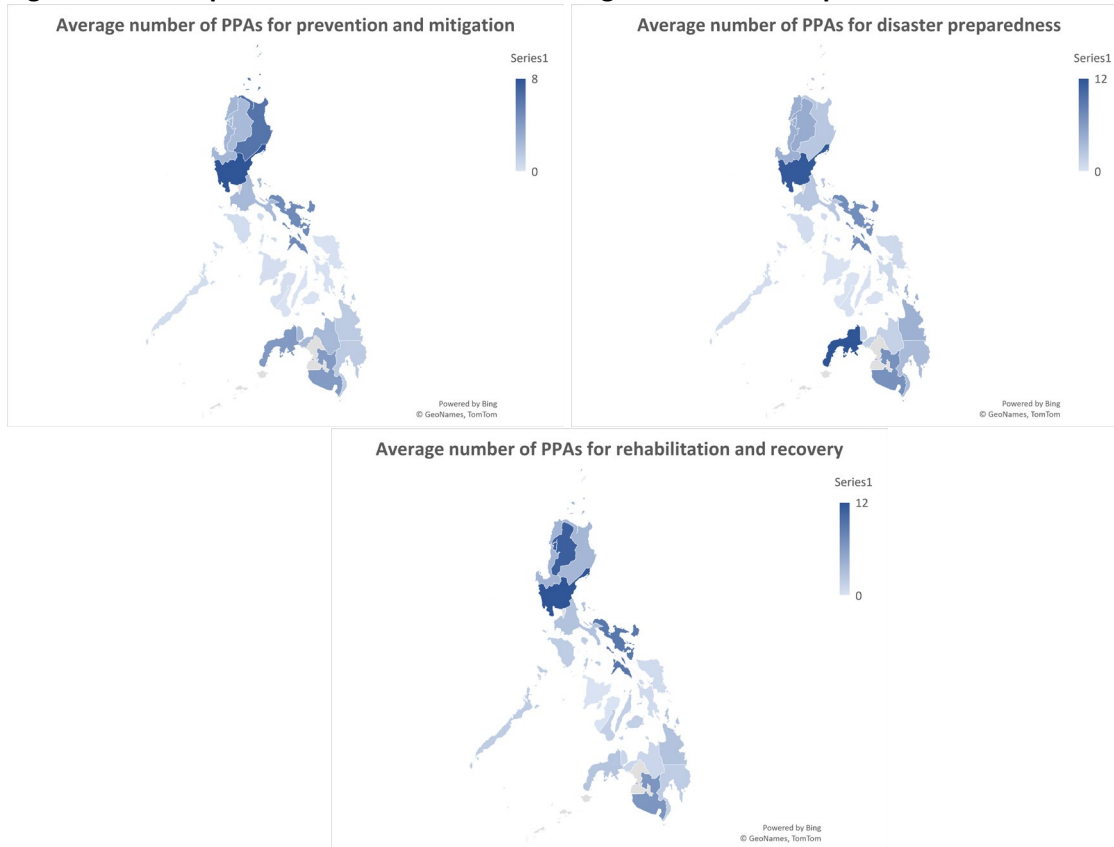 Average number of PPAs for prevention and mitigation
Series1
8
0
Powered by Bing
© GeoNames, TomTom
Average number of PPAs for disaster preparedness
Series1
12
0
Powered by Bing
© GeoNames, TomTom
Average number of PPAs for rehabilitation and recovery
Series1
12
0
Powered by Bing
© GeoNames, TomTom